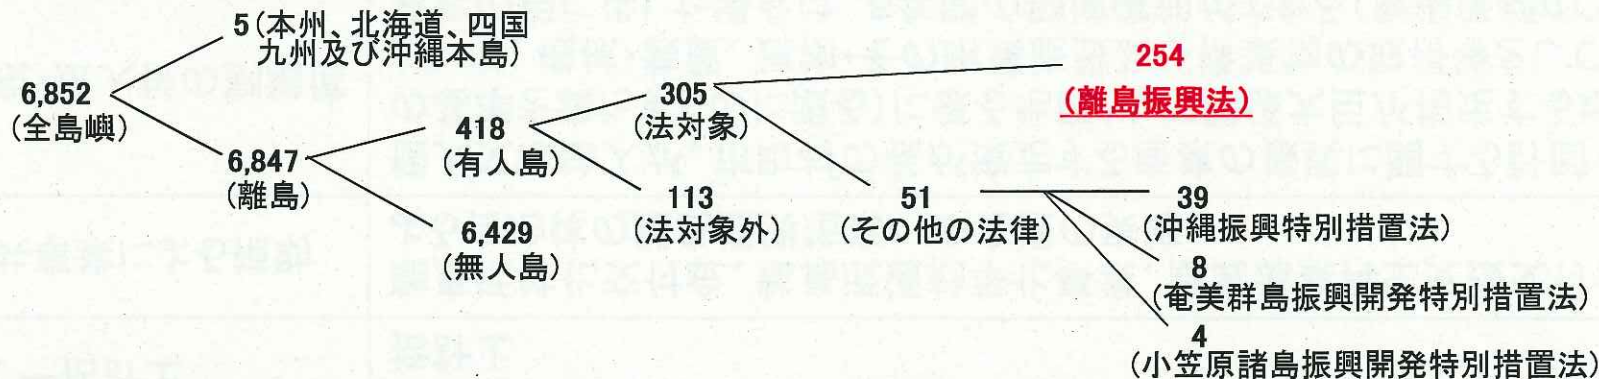 5(本州、北海道、四国
九州及び沖縄本島)
6,852
(全島嶼)
6,847
(離島)
418
(有人島)
6,429
(無人島)
305
(法対象)
113
(法対象外)
254
(離島振興法)
51
(その他の法律)
39
(沖縄振興特別措置法)
8
(奄美群島振興開発特別措置法)
4
(小笠原諸島振興開発特別措置法)